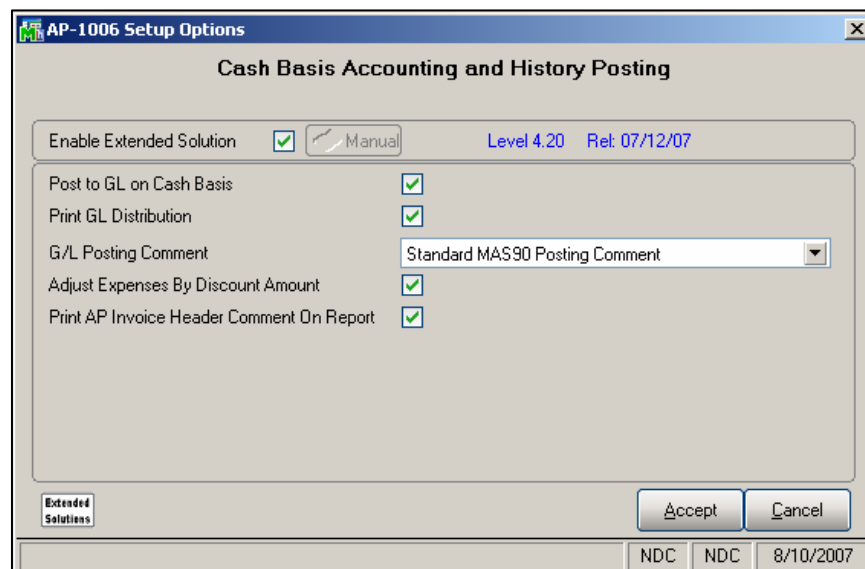 AP-1006 Setup Options
Cash Basis Accounting and History Posting
Enable Extended Solution Manual Level 4.20 Rel: 07/12/07
Post to GL on Cash Basis
Print GL Distribution
G/L Posting Comment Standard MAS90 Posting Comment
Adjust Expenses By Discount Amount
Print AP Invoice Header Comment On Report
Extended
Solutions
Accept Cancel
NDC NDC 8/10/2007